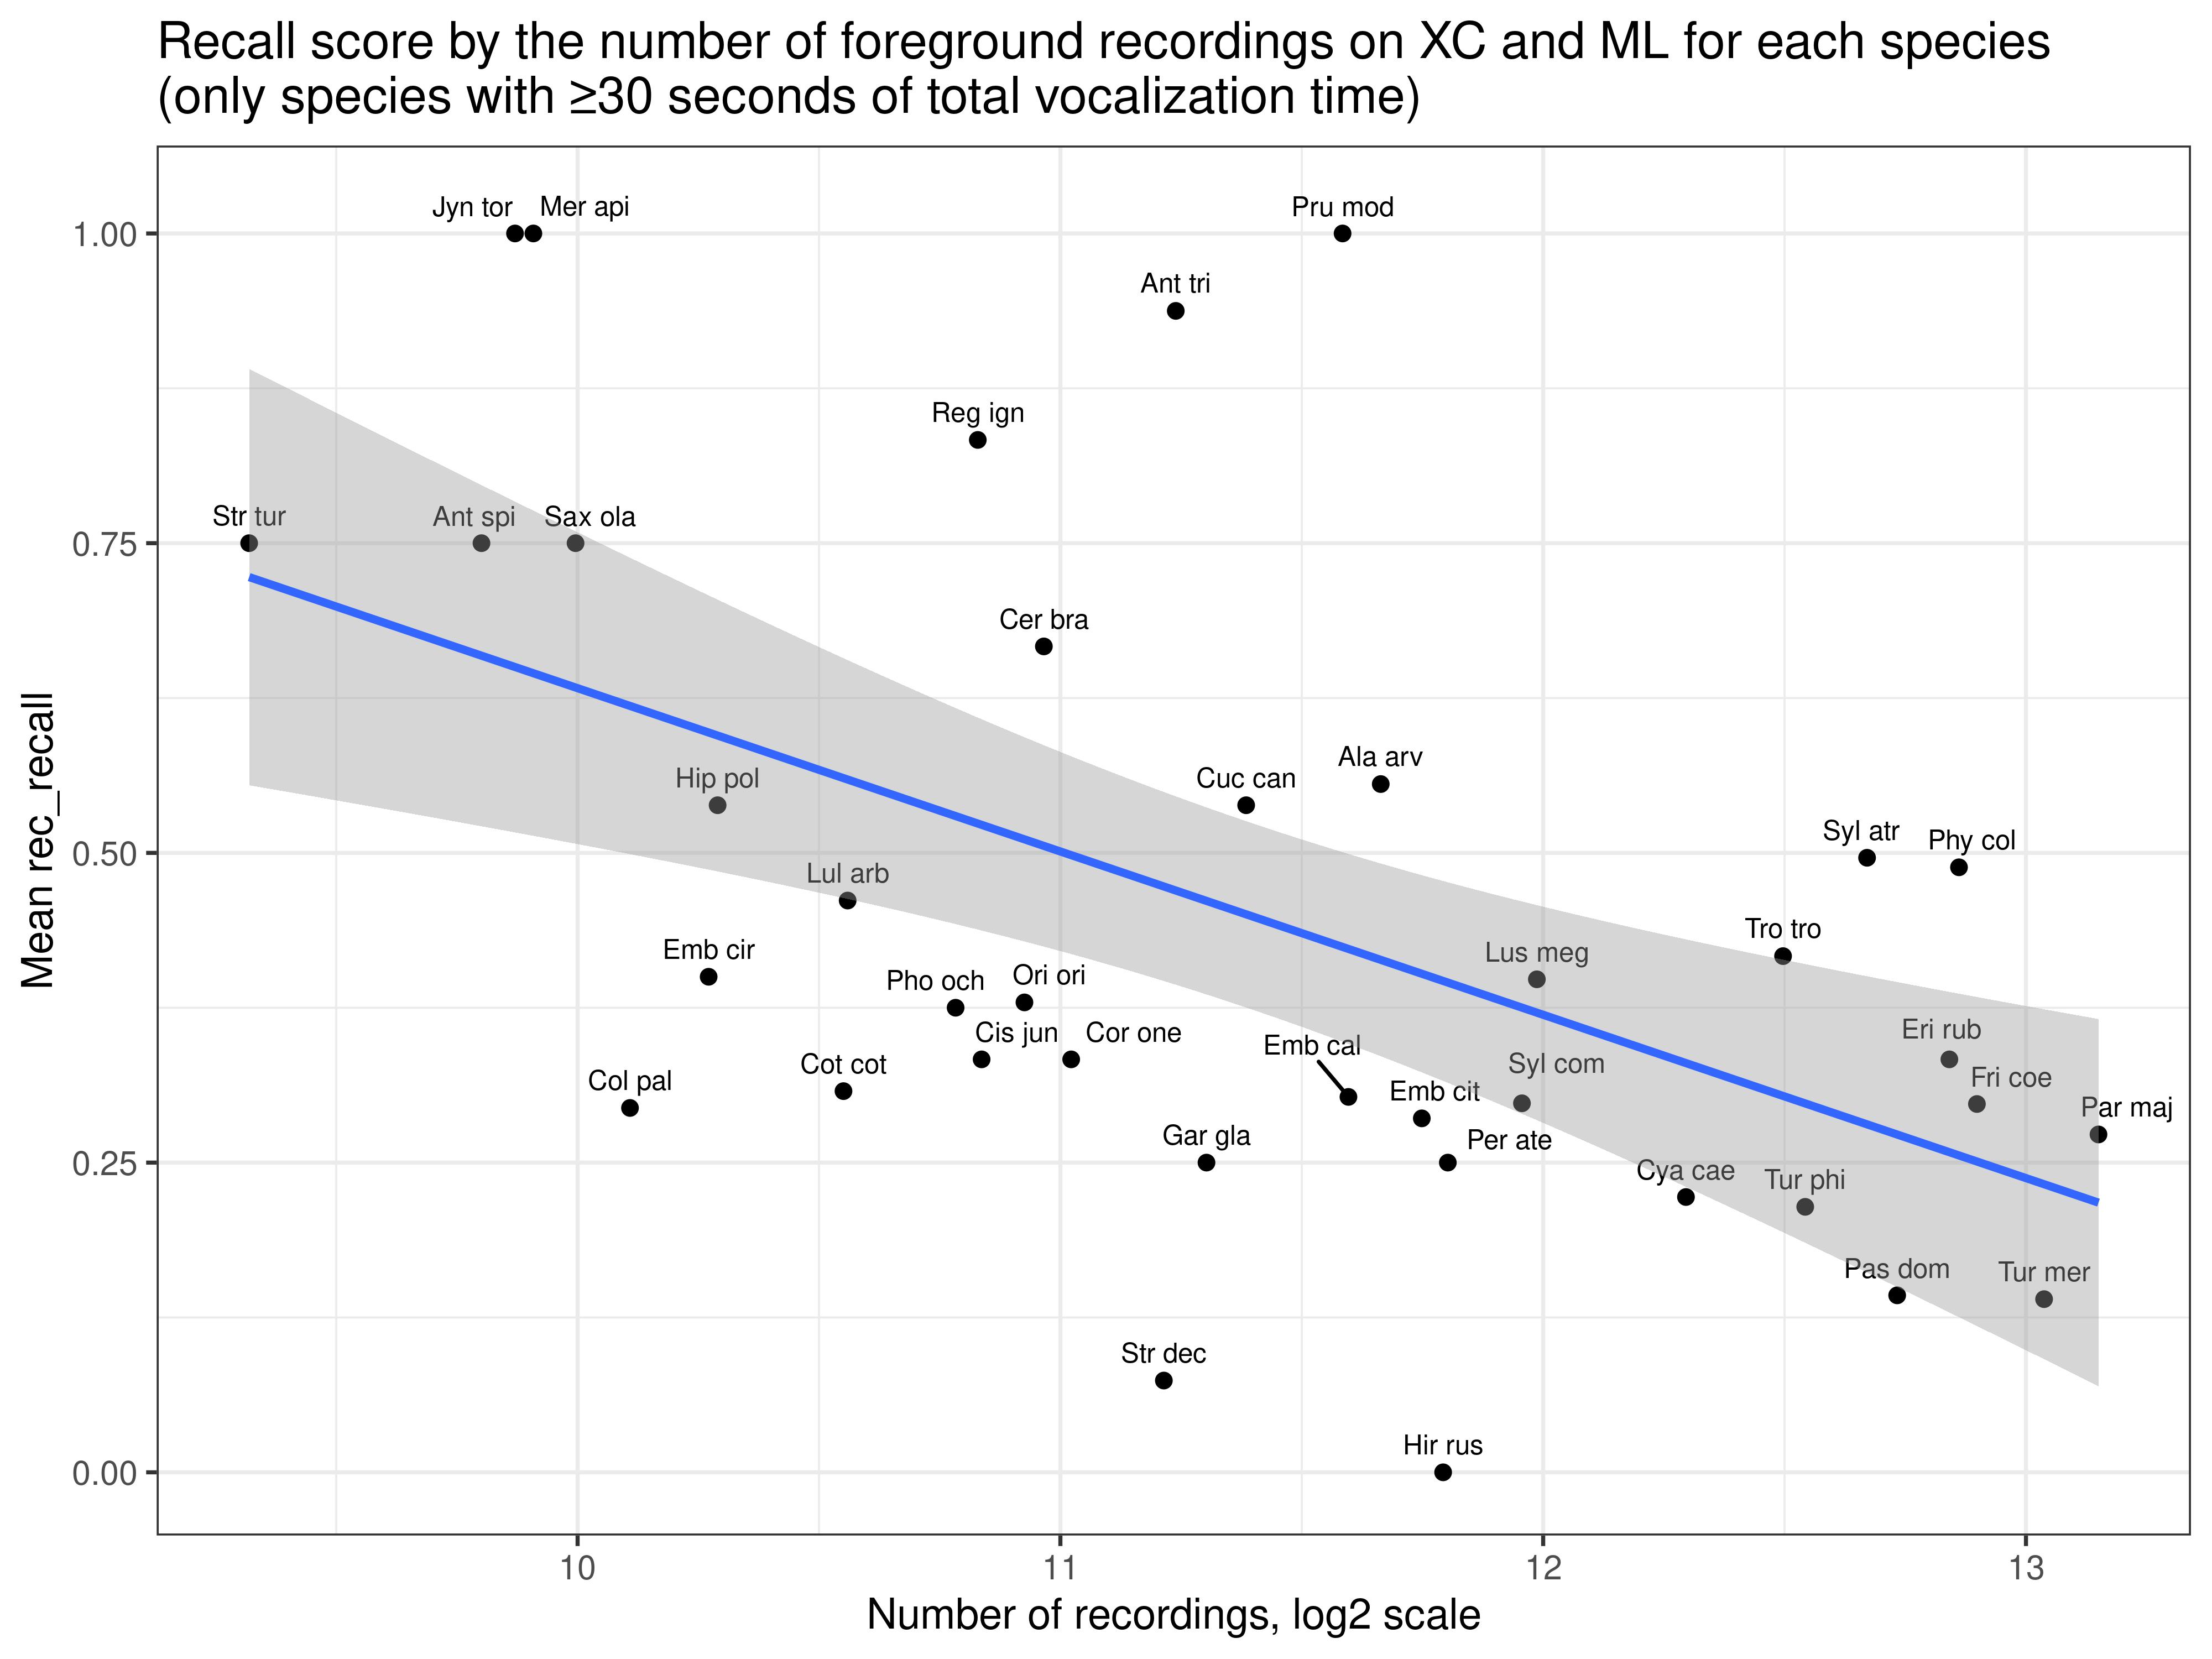 Recall score by the number of foreground recordings on XC and ML for each species
(only species with ≥30 seconds of total vocalization time)
Jyn tor
Mer api
Pru mod
1.00
Ant tri
Reg ign
Str tur
Ant spi
Sax ola
0.75
Cer bra
Ala arv
Hip pol
Cuc can
Syl atr
Phy col
0.50
Lul arb
Tro tro
Emb cir
Lus meg
Pho och
Ori ori
Cis jun
Cor one
Eri rub
Emb cal
Cot cot
Syl com
Col pal
Fri coe
Emb cit
Par maj
Gar gla
Per ate
0.25
Cya cae
Tur phi
Pas dom
Tur mer
Str dec
Hir rus
0.00
Mean rec_recall
10
11
12
13
Number of recordings, log2 scale